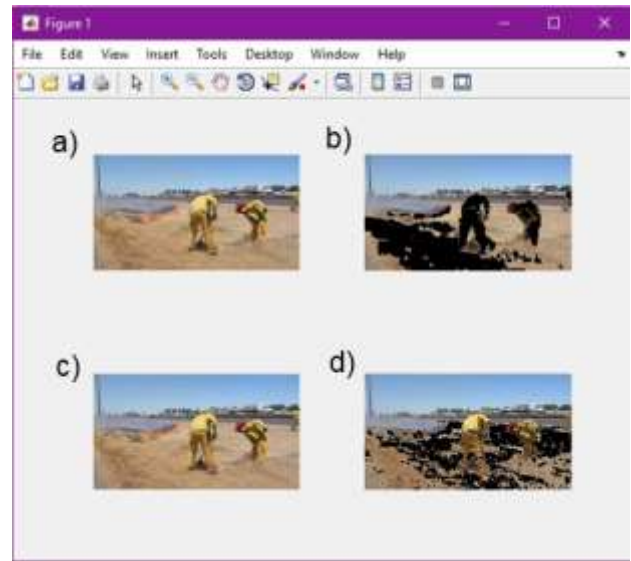 Figure 1
File Edit View Insert Tools Desktop Window Help
a)
b)
c)
d)